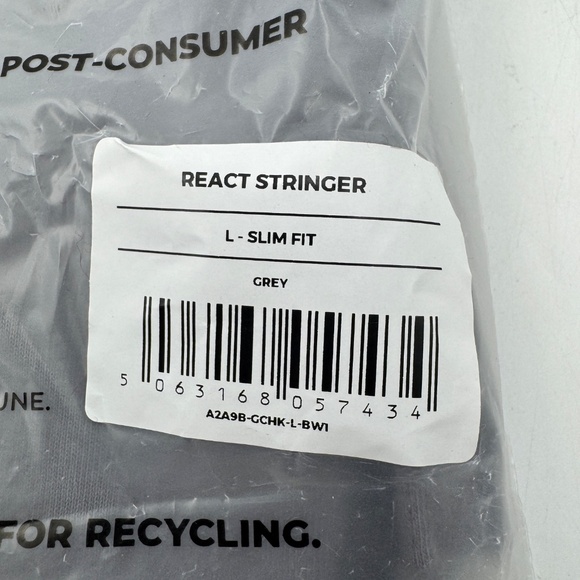 POST-CONSUMER
REACT STRINGER
L - SLIM FIT
GREY
5 063168 057434
A2A9B-GCHK-L-BW1
UNE.
FOR RECYCLING.